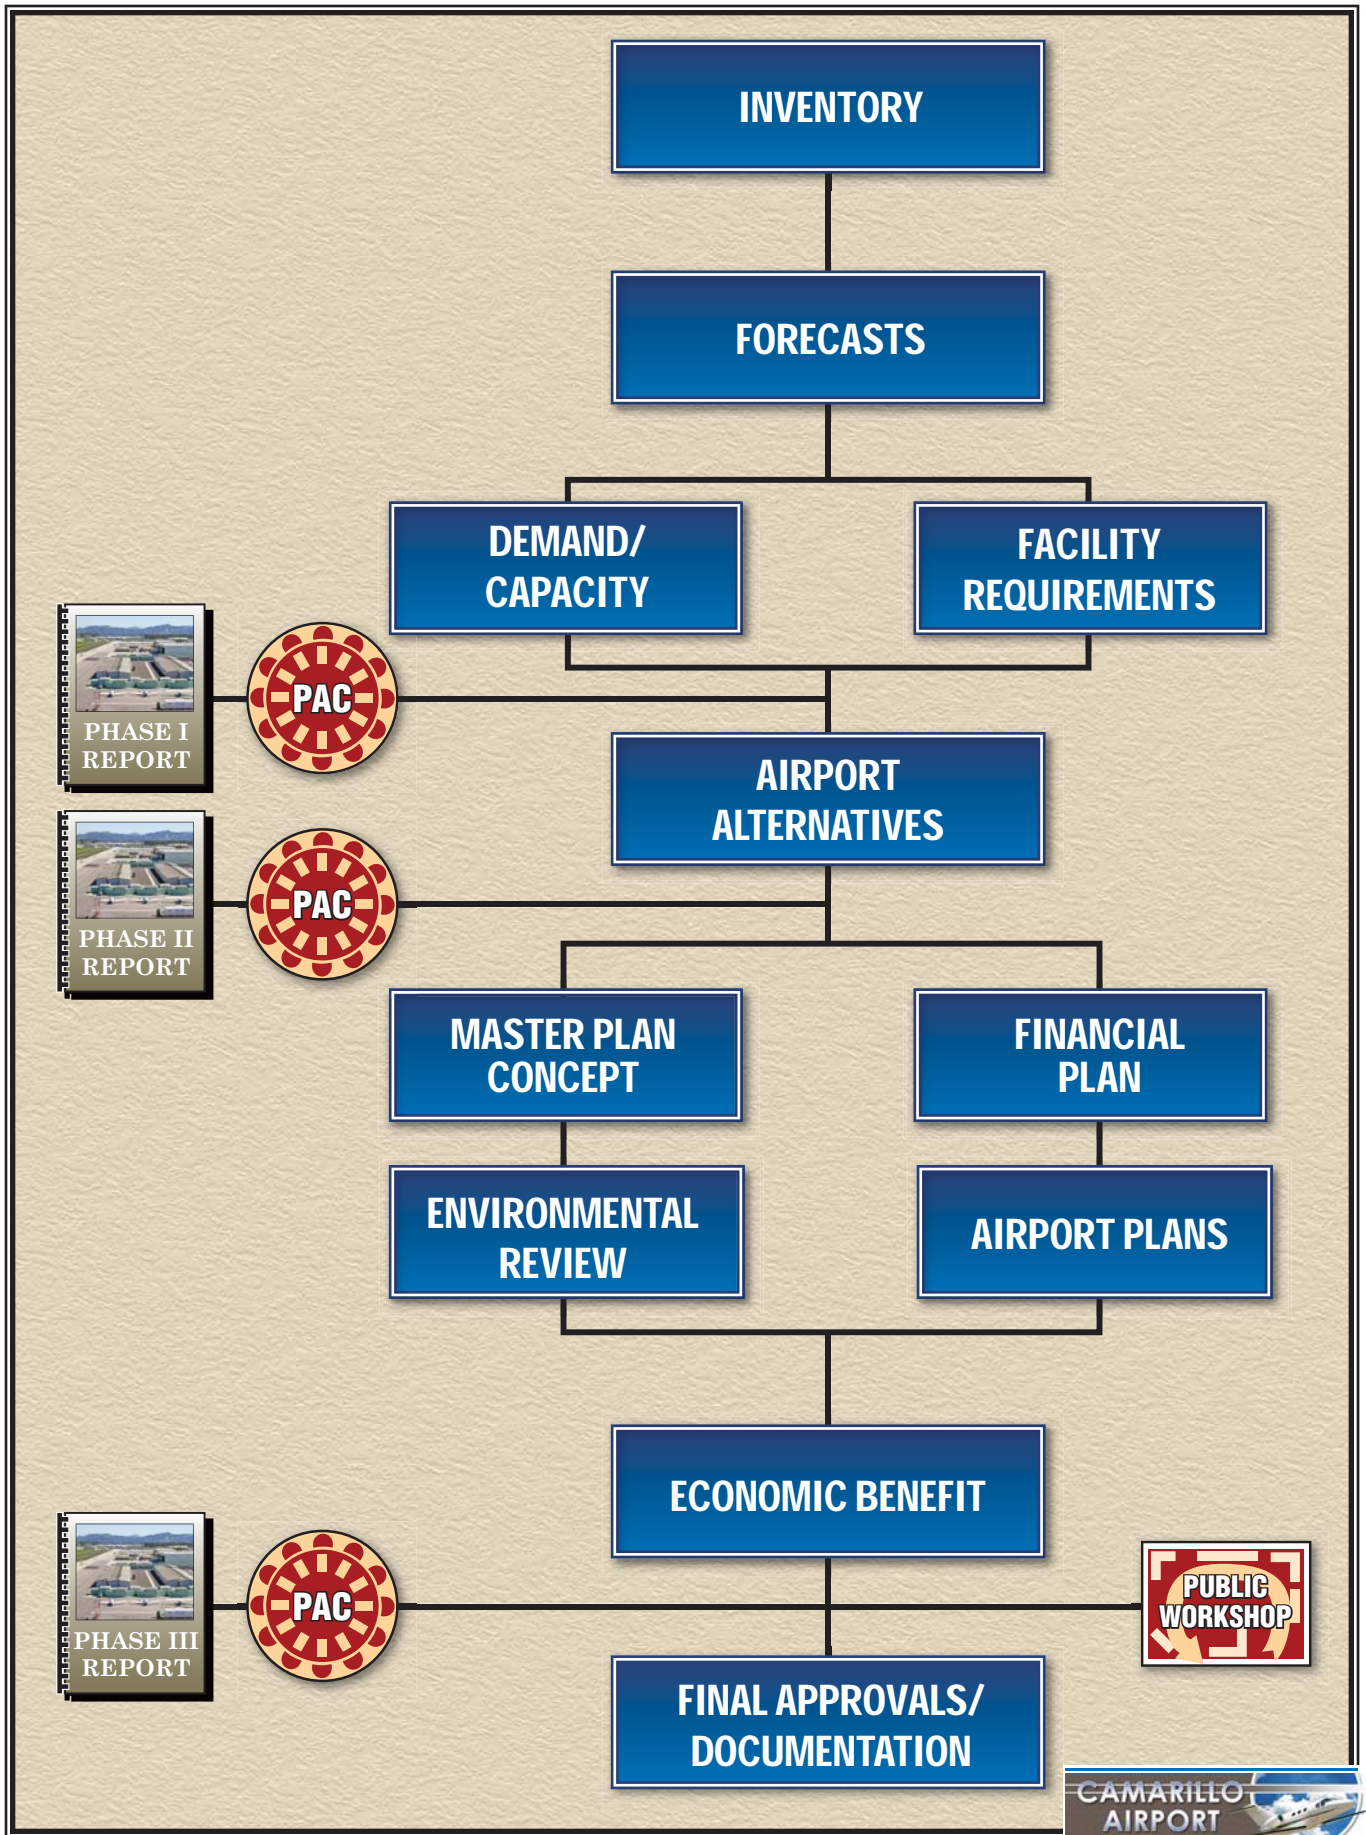 INVENTORY
FORECASTS
DEMAND/
CAPACITY
FACILITY
REQUIREMENTS
PHASE I
REPORT
PAC
AIRPORT
ALTERNATIVES
PHASE II
REPORT
PAC
MASTER PLAN
CONCEPT
FINANCIAL
PLAN
ENVIRONMENTAL
REVIEW
AIRPORT PLANS
ECONOMIC BENEFIT
PHASE III
REPORT
PAC
PUBLIC
WORKSHOP
FINAL APPROVALS/
DOCUMENTATION
CAMARILLO
AIRPORT